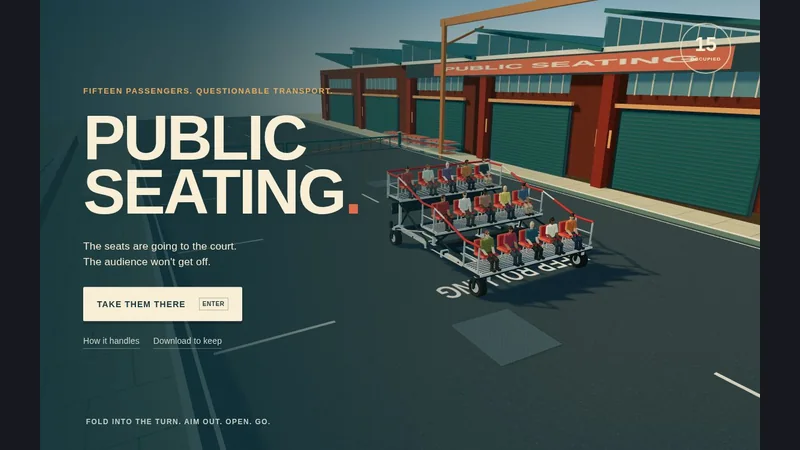 15
OCCUPIED
PUBLIC SEATING
FIFTEEN PASSENGERS. QUESTIONABLE TRANSPORT.
PUBLIC
SEATING.
The seats are going to the court.
The audience won't get off.
TAKE THEM THERE ENTER
How it handles Download to keep
KEEP ROLLING
FOLD INTO THE TURN. AIM OUT. OPEN. GO.